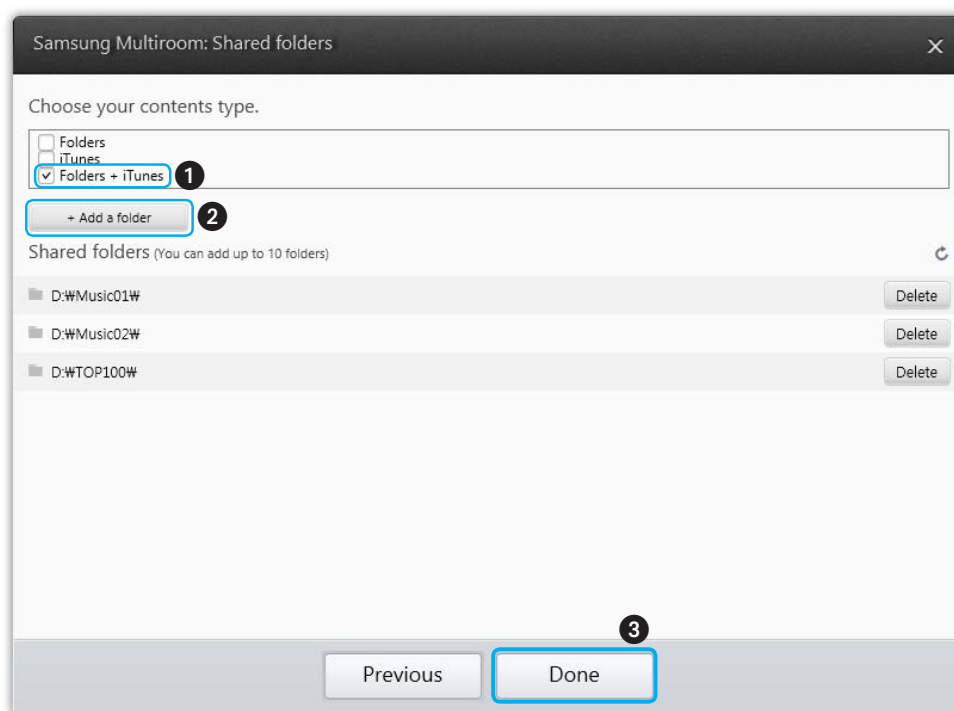 Samsung Multiroom: Shared folders
Choose your contents type.
Folders
iTunes
Folders + iTunes 1
+ Add a folder 2
Shared folders (You can add up to 10 folders)
D:₩Music01₩ Delete
D:₩Music02₩ Delete
D:₩TOP100₩ Delete
3
Previous Done